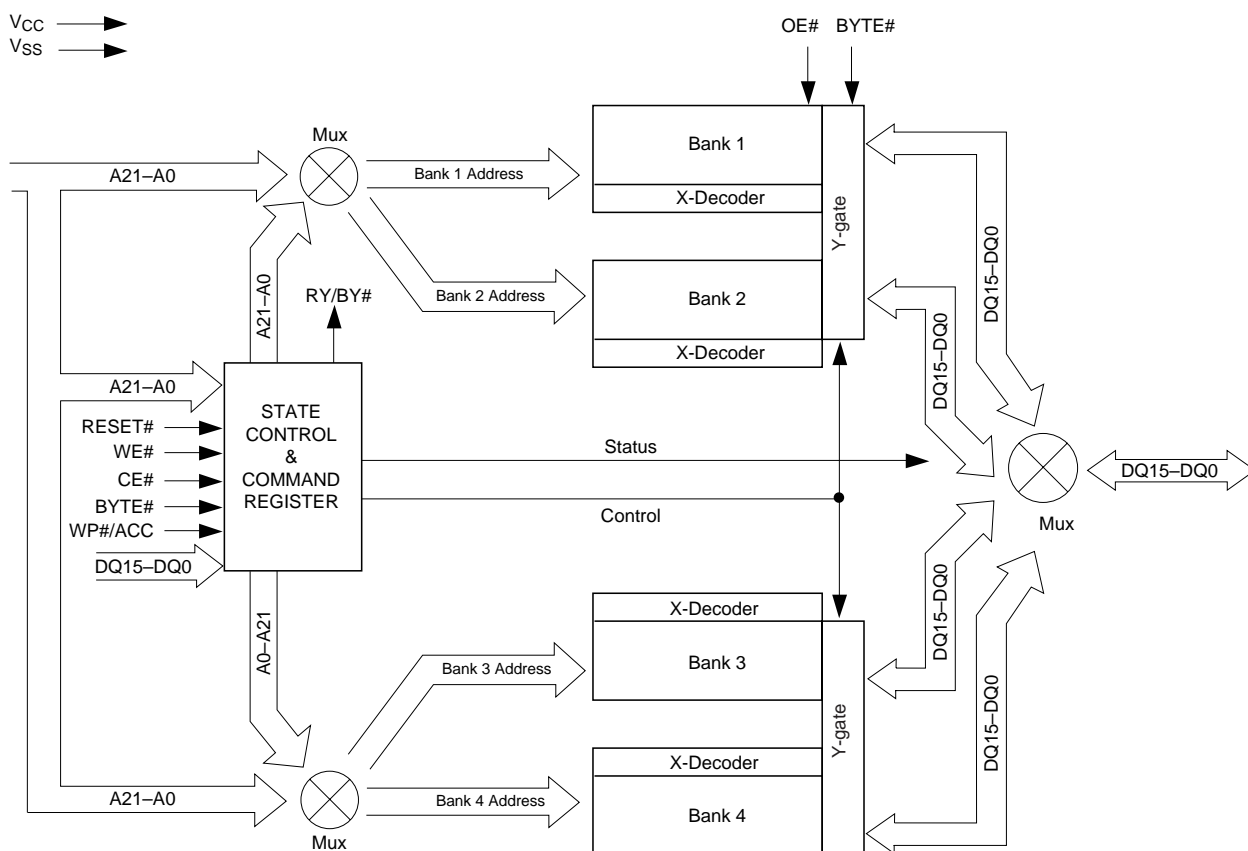 VCC
VSS
OE#
BYTE#
Mux
A21–A0
Bank 1 Address
Bank 1
X-Decoder
Y-gate
A21–A0
RY/BY#
Bank 2 Address
Bank 2
X-Decoder
DQ15–DQ0
DQ15–DQ0
A21–A0
RESET#
WE#
CE#
BYTE#
WP#/ACC
DQ15–DQ0
STATE
CONTROL
&
COMMAND
REGISTER
Status
Control
DQ15–DQ0
Mux
A0–A21
X-Decoder
Bank 3 Address
Bank 3
Y-gate
DQ15–DQ0
DQ15–DQ0
X-Decoder
A21–A0
Bank 4 Address
Bank 4
Mux